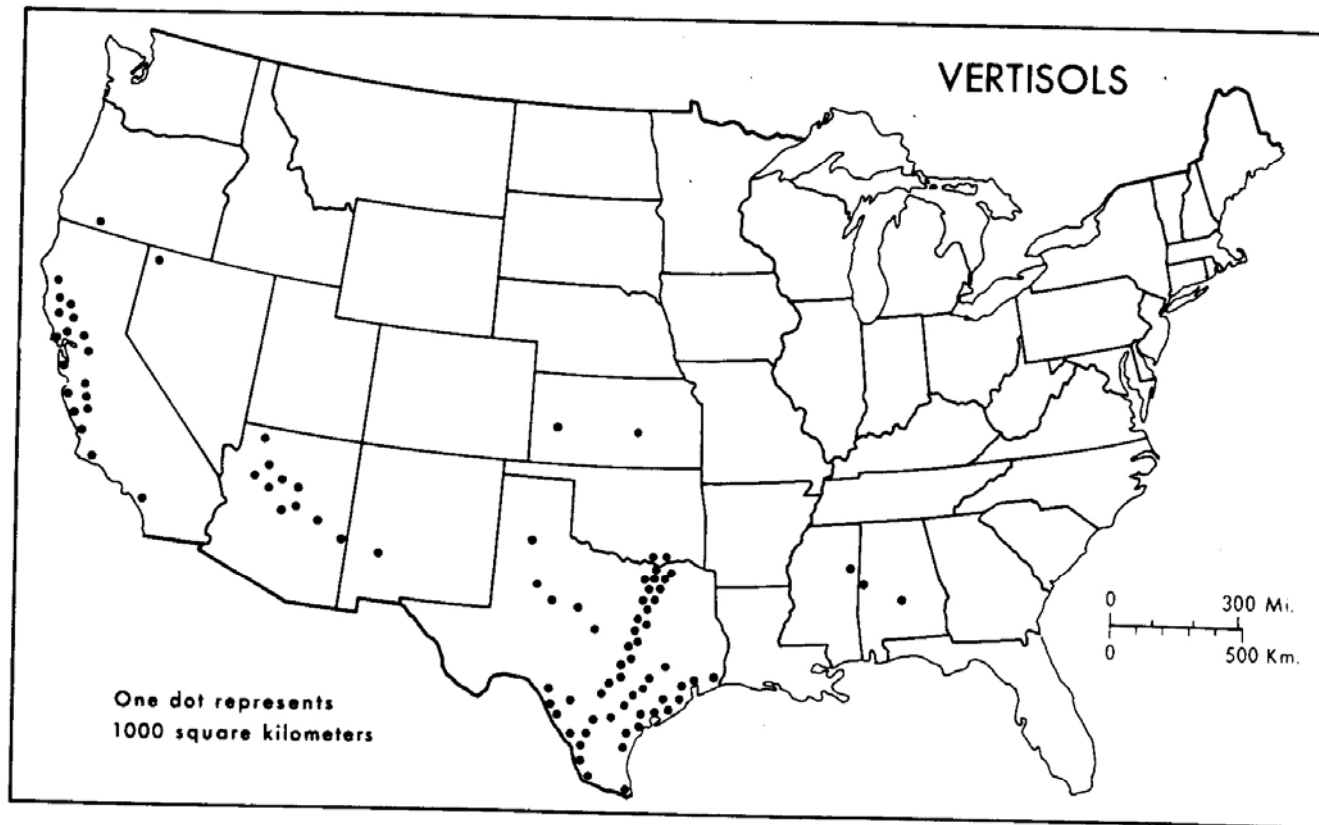 VERTISOLS
0 300 Mi.
0 500 Km.
One dot represents
1000 square kilometers